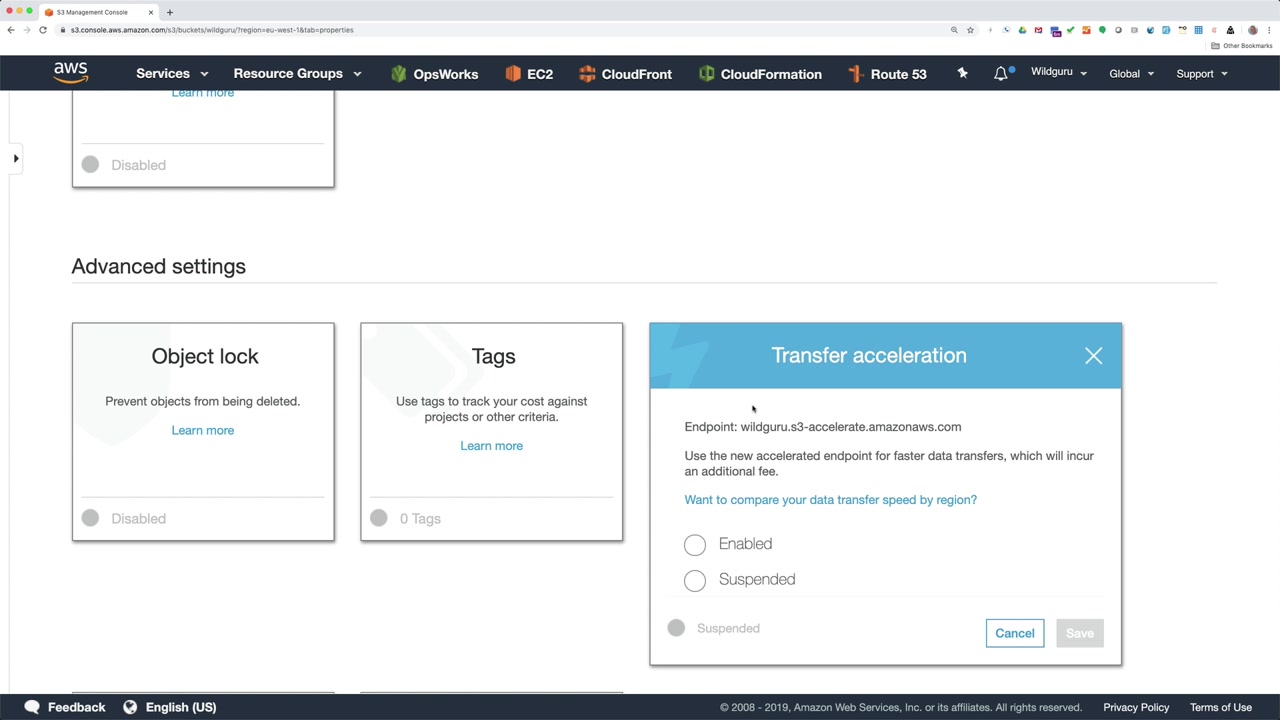 S3 Management Console
s3.console.aws.amazon.com/s3/buckets/wildguru/?region=eu-west-1&tab=properties
Other Bookmarks
aws
Services
Resource Groups
OpsWorks
EC2
CloudFront
CloudFormation
Route 53
Wildguru
Global
Support
Learn more
Disabled
Advanced settings
Object lock
Prevent objects from being deleted.
Learn more
Disabled
Tags
Use tags to track your cost against
projects or other criteria.
Learn more
0 Tags
Transfer acceleration
Endpoint: wildguru.s3-accelerate.amazonaws.com
Use the new accelerated endpoint for faster data transfers, which will incur
an additional fee.
Want to compare your data transfer speed by region?
Enabled
Suspended
Suspended
Cancel
Save
Feedback
English (US)
© 2008 - 2019, Amazon Web Services, Inc. or its affiliates. All rights reserved.
Privacy Policy
Terms of Use